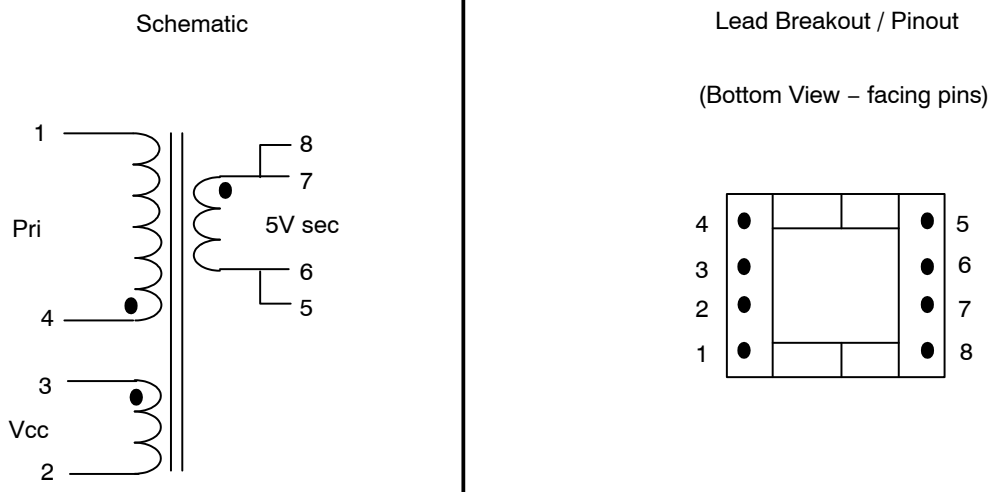 Schematic
1
Pri
4
3
Vcc
2
8
7
5V sec
6
5
Lead Breakout / Pinout
(Bottom View – facing pins)
4
3
2
1
5
6
7
8